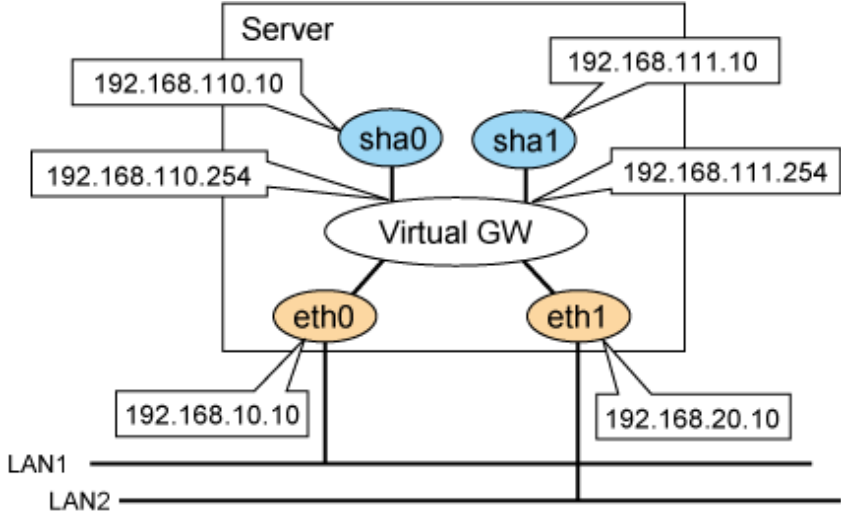 Server
192.168.110.10
192.168.111.10
sha0
sha1
192.168.110.254
192.168.111.254
Virtual GW
eth0
eth1
192.168.10.10
192.168.20.10
LAN1
LAN2